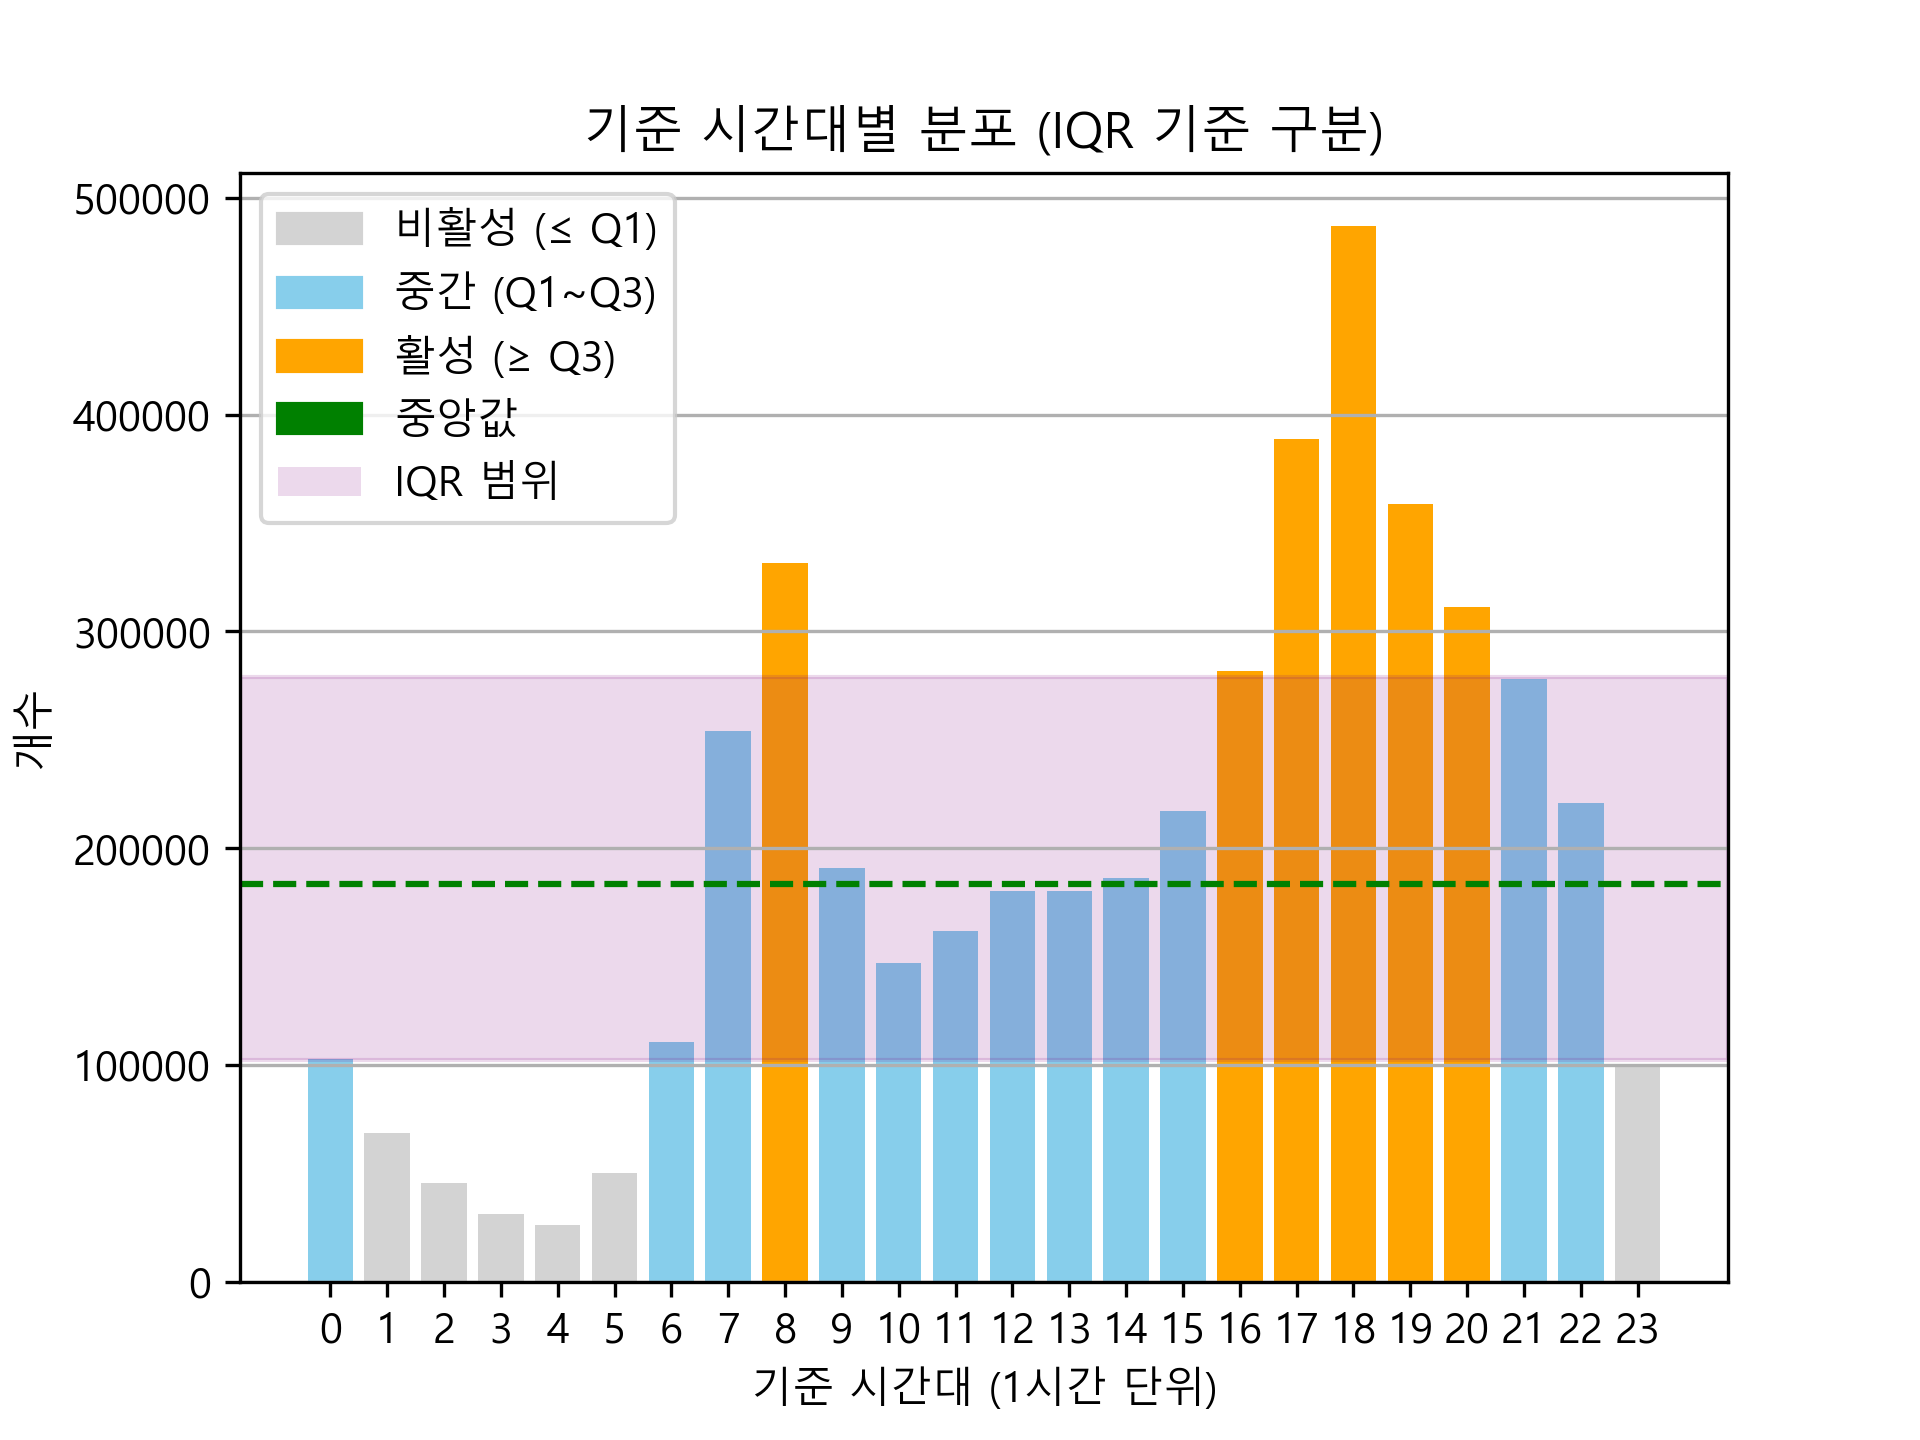 기준 시간대별 분포 (IQR 기준 구분)
500000
400000
300000
200000
100000
0
개수
비활성 (≤ Q1)
중간 (Q1~Q3)
활성 (≥ Q3)
중앙값
IQR 범위
0 1 2 3 4 5 6 7 8 9 10 11 12 13 14 15 16 17 18 19 20 21 22 23
기준 시간대 (1시간 단위)